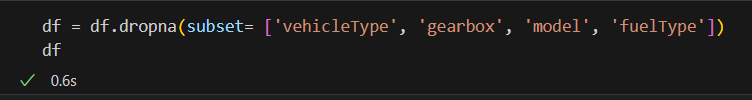 df = df.dropna(subset= ['vehicleType', 'gearbox', 'model', 'fuelType'])
df
✓ 0.6s